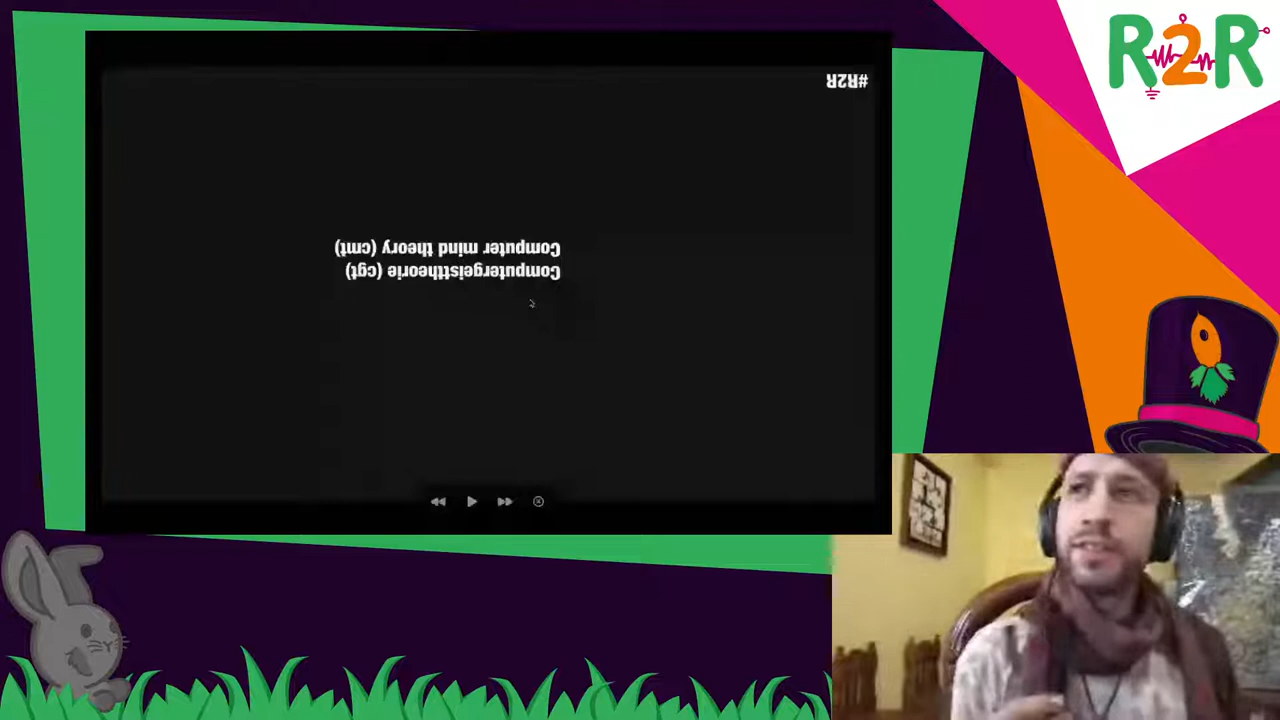 R2R
Computergeisttheorie (cgt)
Computer mind theory (cmt)
#R2R